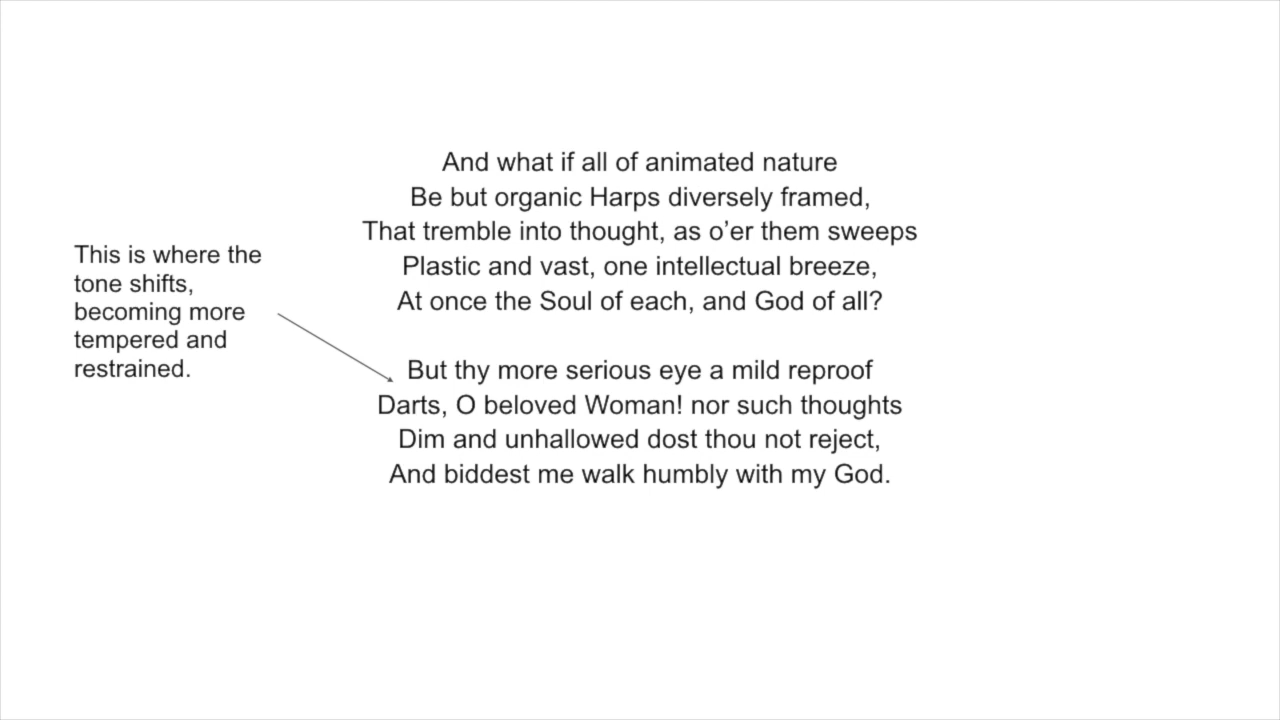 And what if all of animated nature
Be but organic Harps diversely framed,
That tremble into thought, as o’er them sweeps
Plastic and vast, one intellectual breeze,
At once the Soul of each, and God of all?
This is where the
tone shifts,
becoming more
tempered and
restrained.
But thy more serious eye a mild reproof
Darts, O beloved Woman! nor such thoughts
Dim and unhallowed dost thou not reject,
And biddest me walk humbly with my God.